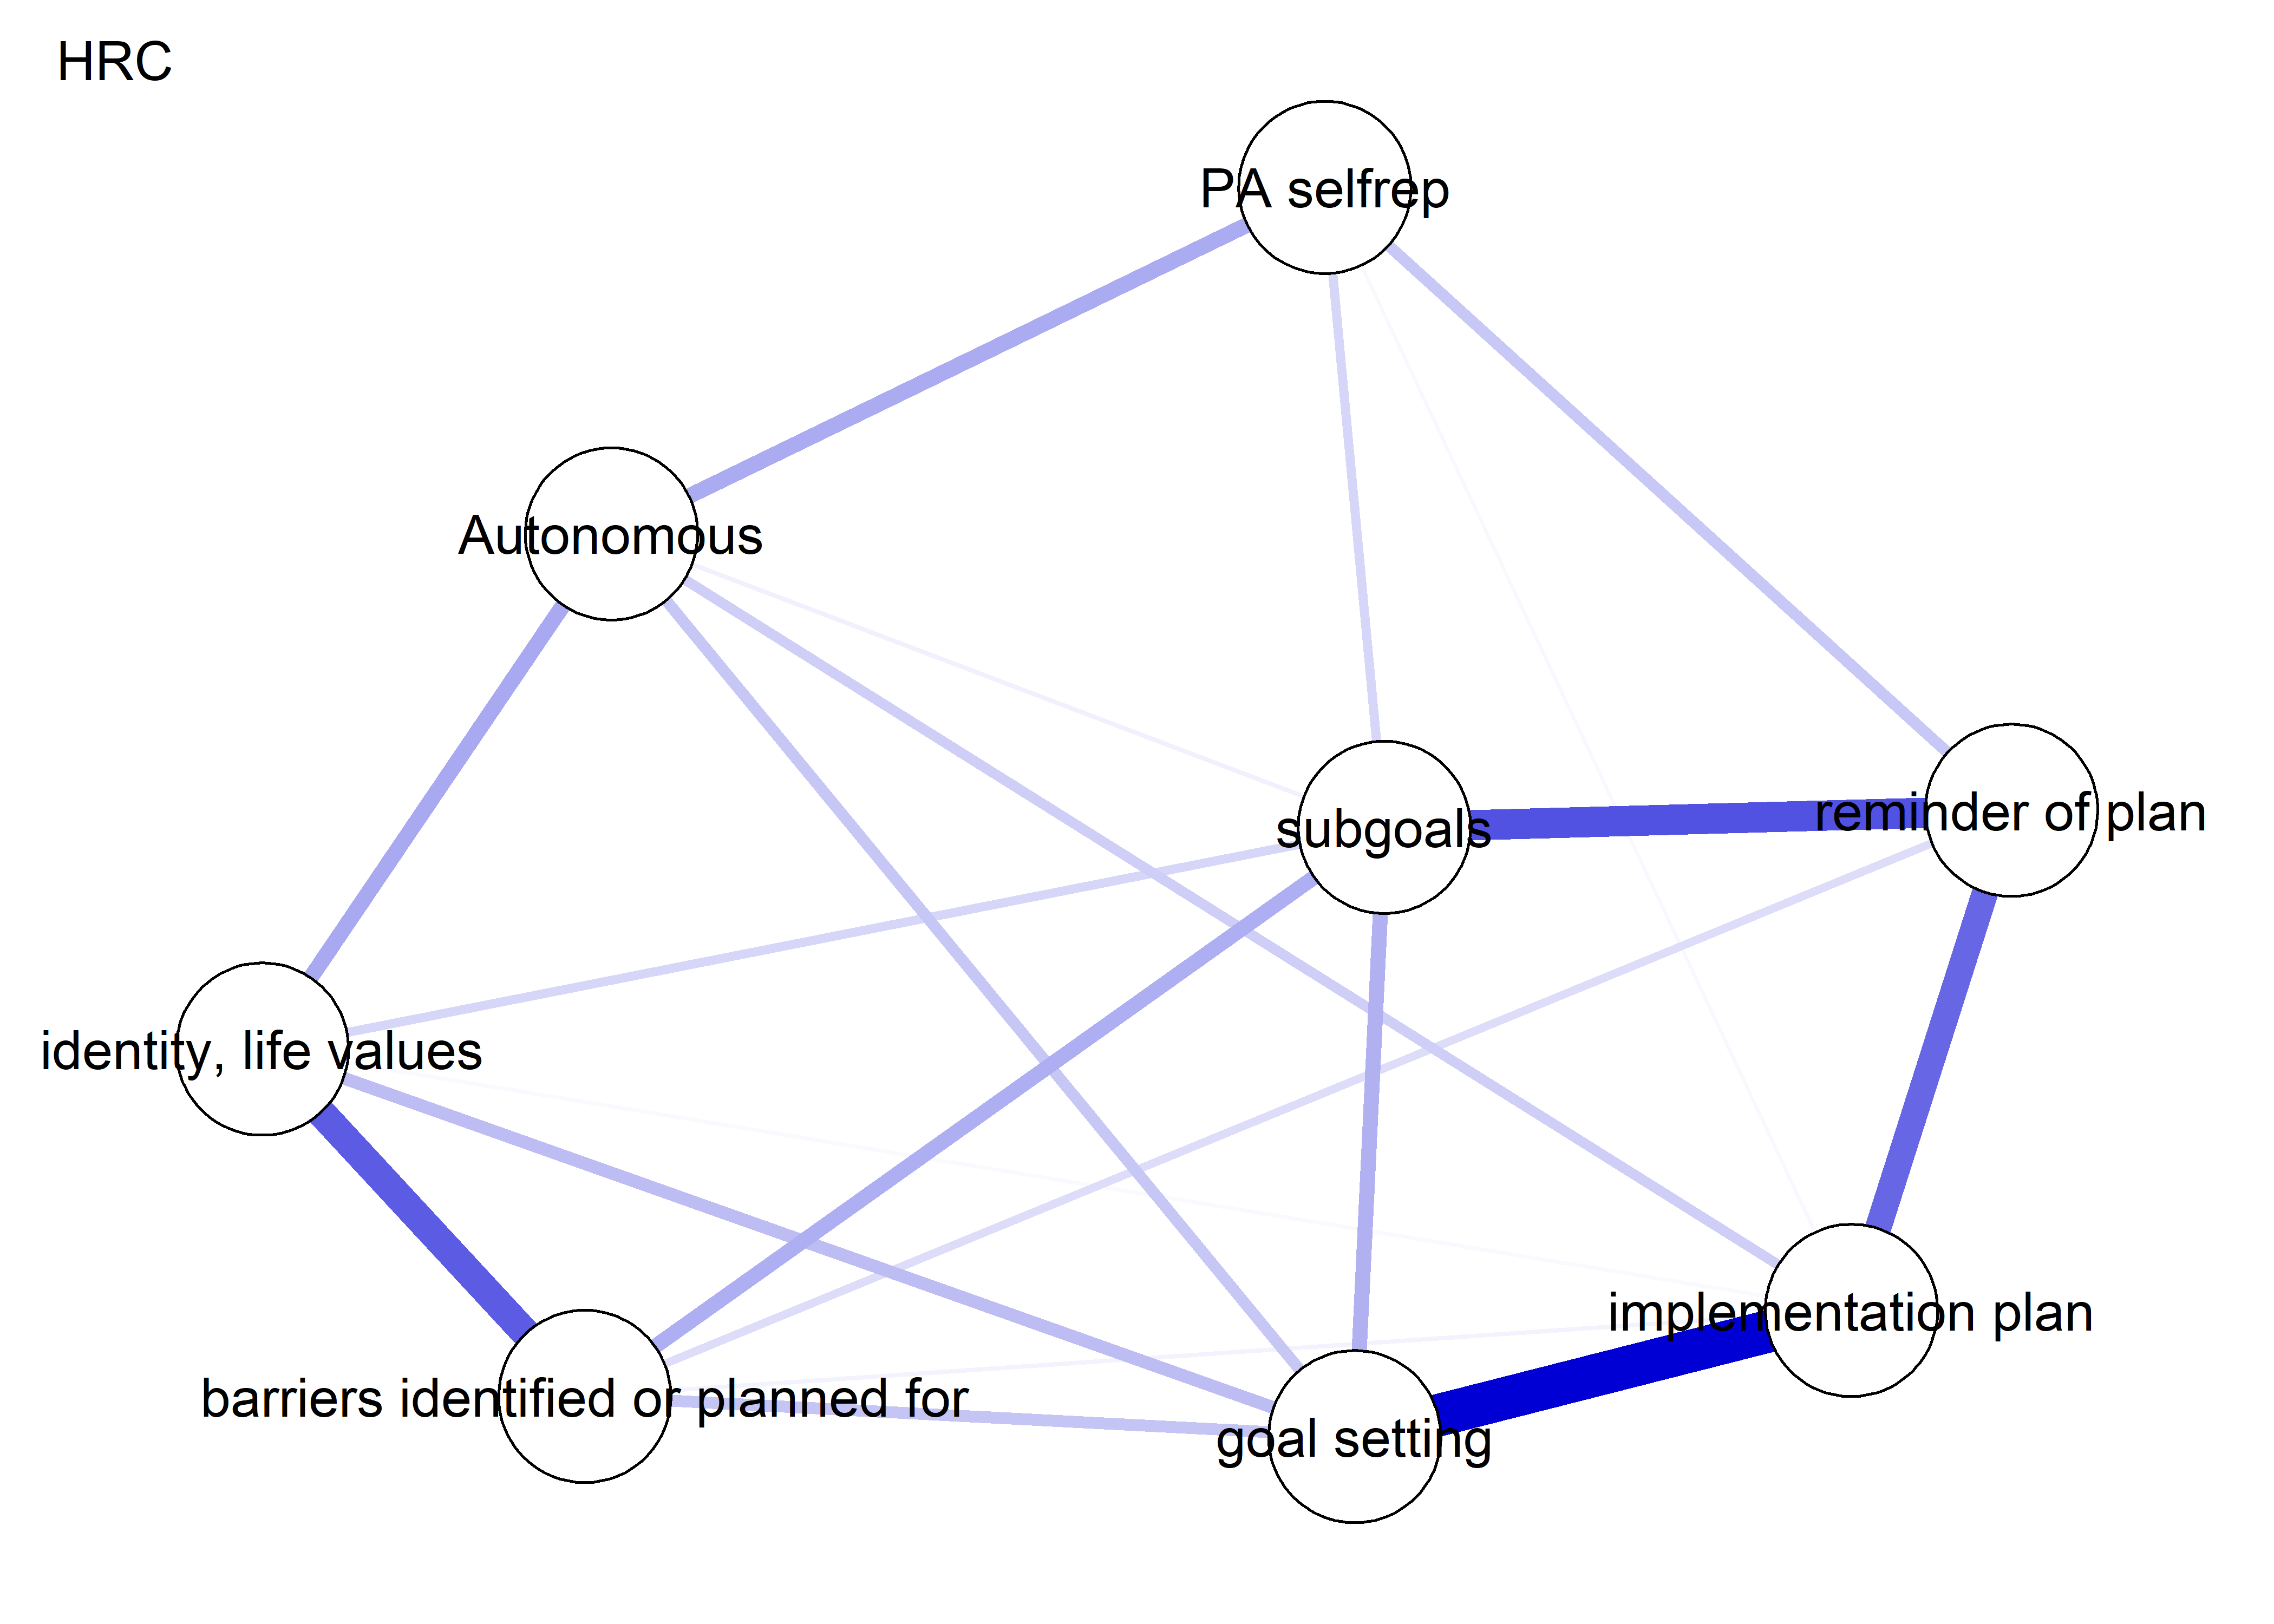 HRC
PA selfrep
Autonomous
subgoals
reminder of plan
identity, life values
implementation plan
barriers identified or planned for
goal setting